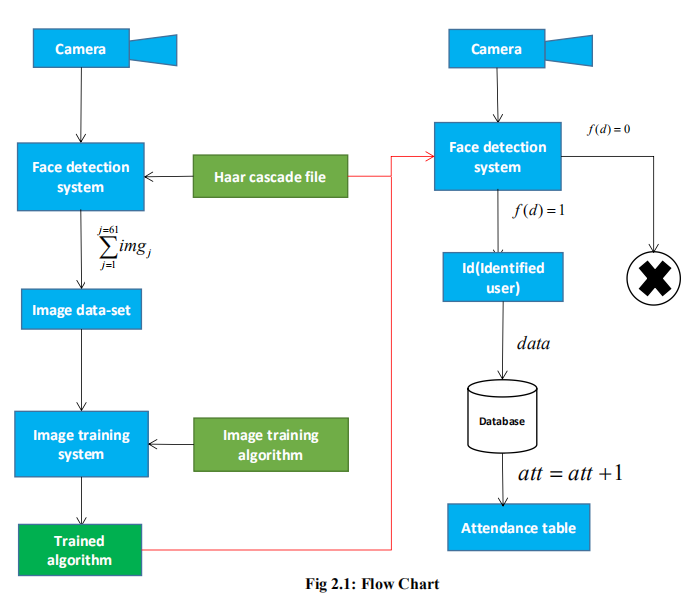 Camera
Face detection
system
Haar cascade file
j=61
∑ img_j
j=1
Image data-set
Image training
system
Image training
algorithm
Trained
algorithm
Camera
Face detection
system
f(d)=0
f(d)=1
Id(Identified
user)
data
Database
att = att +1
Attendance table
Fig 2.1: Flow Chart